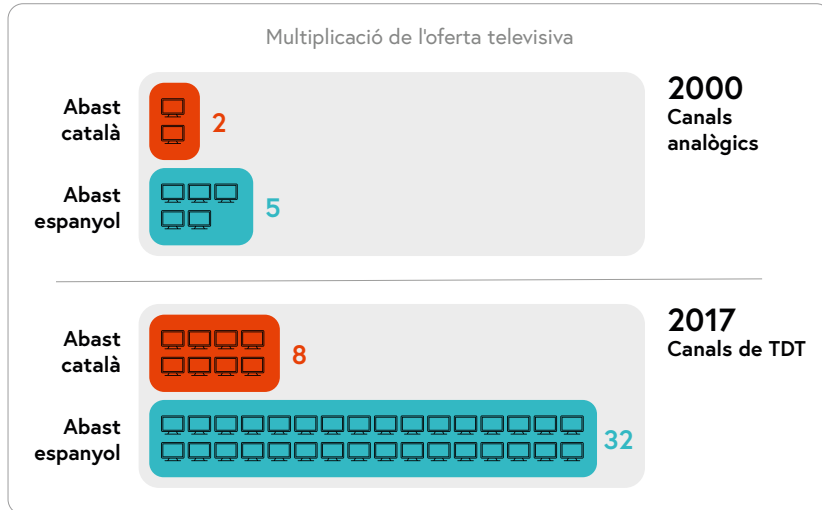 Multiplicació de l'oferta televisiva
2000
Canals
analògics
Abast
català
2
Abast
espanyol
5
2017
Canals de TDT
Abast
català
8
Abast
espanyol
32